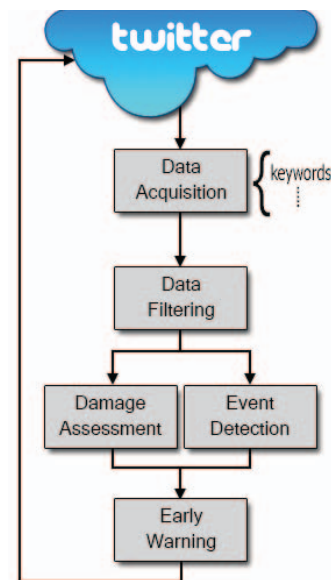 twitter
Data
Acquisition
keywords
Data
Filtering
Damage
Assessment
Event
Detection
Early
Warning